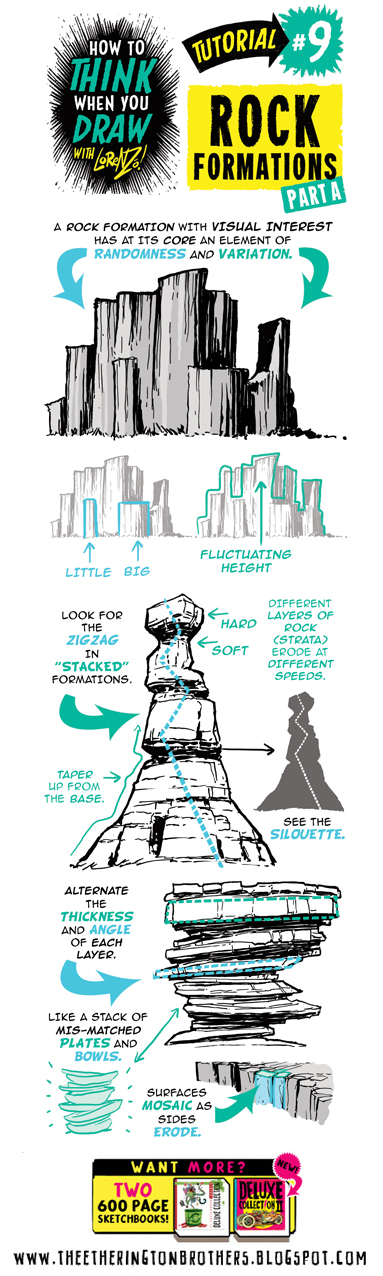 HOW TO
THINK
WHEN YOU
DRAW
WITH LORENZO!
TUTORIAL #9
ROCK
FORMATIONS
PART A
A ROCK FORMATION WITH VISUAL INTEREST
HAS AT ITS CORE AN ELEMENT OF
RANDOMNESS AND VARIATION.
LITTLE BIG
FLUCTUATING
HEIGHT
LOOK FOR
THE
ZIGZAG
IN
"STACKED"
FORMATIONS.
HARD
SOFT
DIFFERENT
LAYERS OF
ROCK
(STRATA)
ERODE AT
DIFFERENT
SPEEDS.
TAPER
UP FROM
THE BASE.
SEE THE
SILOUETTE.
ALTERNATE
THE
THICKNESS
AND ANGLE
OF EACH
LAYER.
LIKE A STACK OF
MIS-MATCHED
PLATES AND
BOWLS.
SURFACES
MOSAIC AS
SIDES
ERODE.
WANT MORE?
TWO
600 PAGE
SKETCHBOOKS!
DELUXE COLLECTION
DELUXE
COLLECTION II
NEW!
WWW.THEETHERINGTONBROTHERS.BLOGSPOT.COM